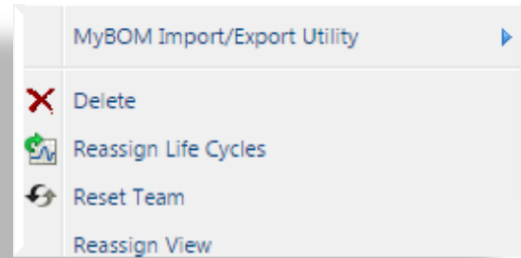 MyBOM Import/Export Utility
Delete
Reassign Life Cycles
Reset Team
Reassign View